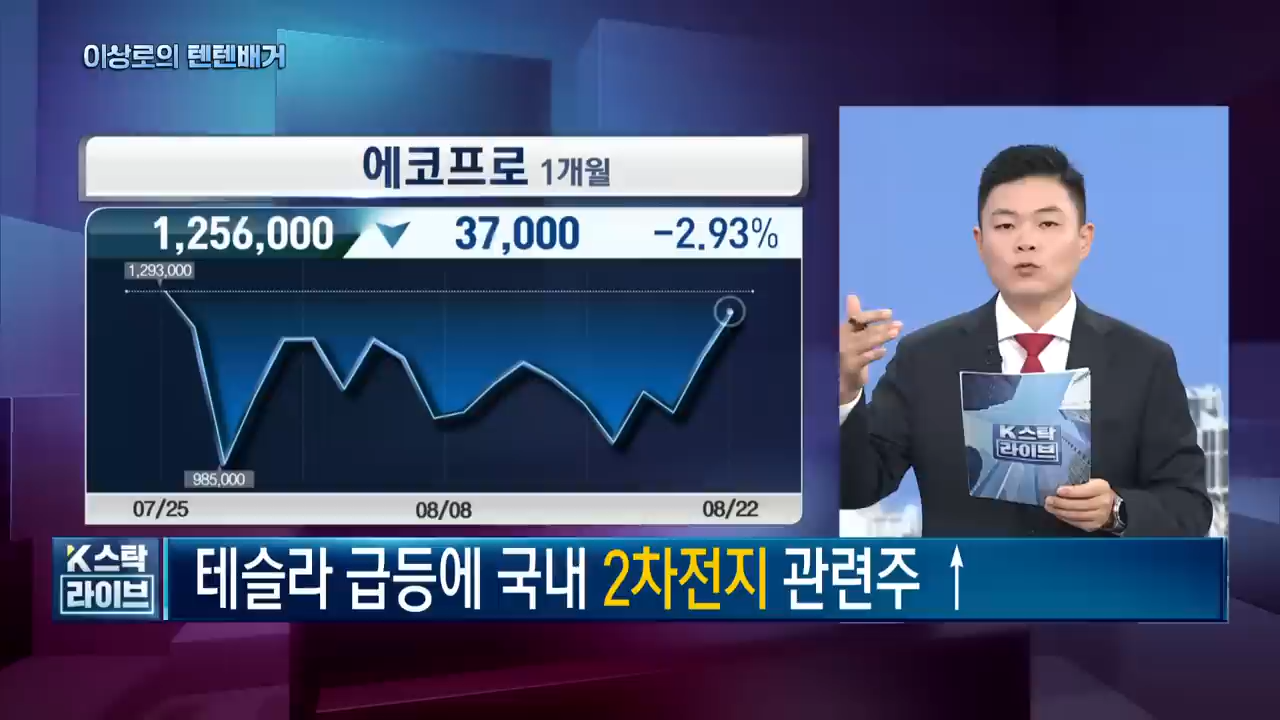 이상로의 텐텐배거
에코프로 1개월
1,256,000 ▼ 37,000 -2.93%
1,293,000
985,000
07/25 08/08 08/22
K스탁
라이브
K스탁
라이브
테슬라 급등에 국내 2차전지 관련주 ↑